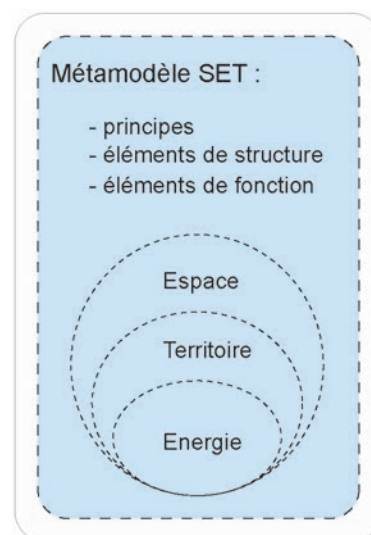 Métamodèle SET :
- principes
- éléments de structure
- éléments de fonction
Espace
Territoire
Energie